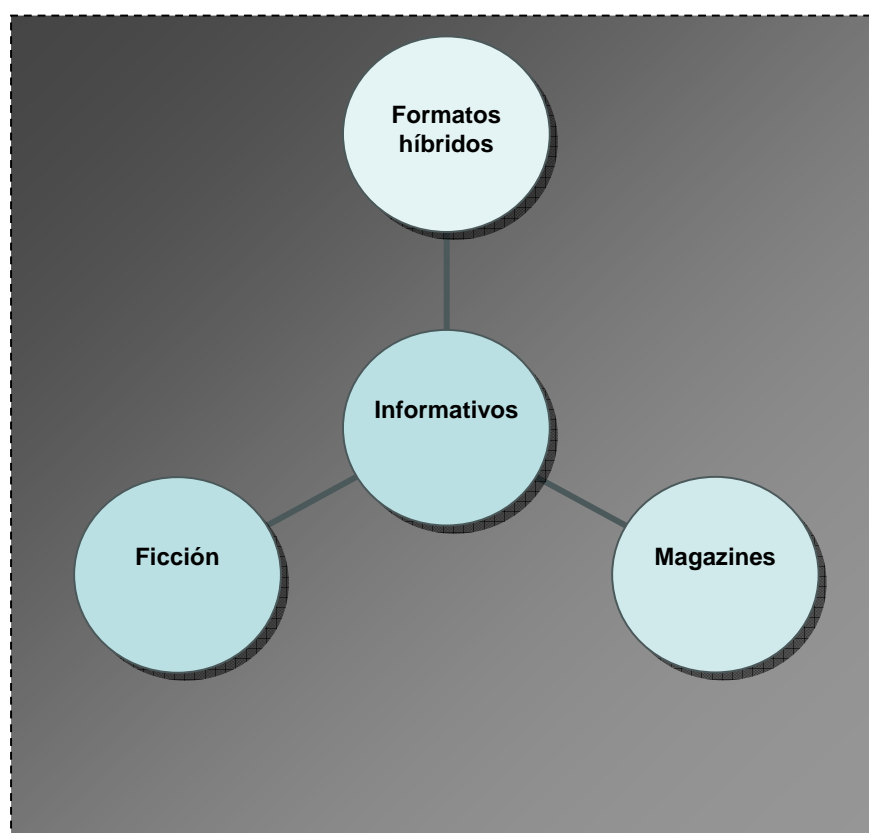 Formatos
híbridos
Informativos
Ficción
Magazines